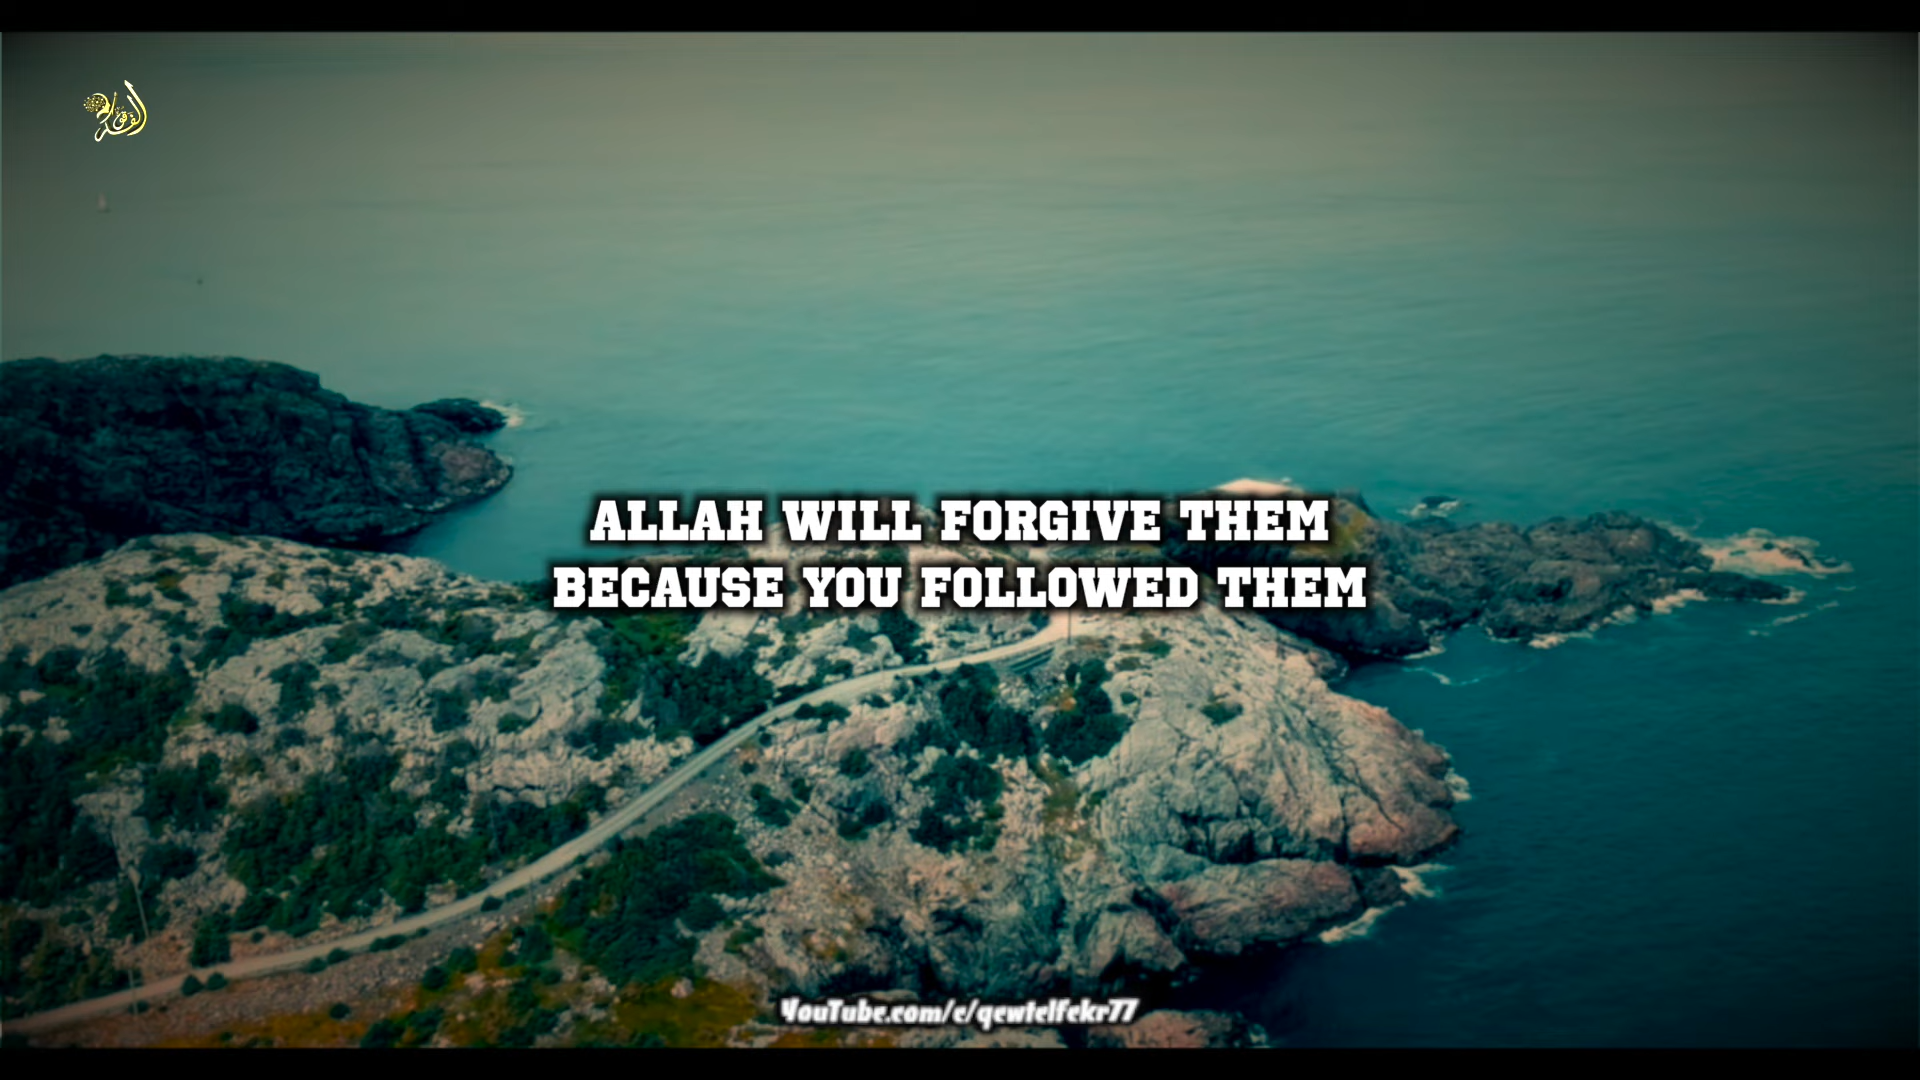 ALLAH WILL FORGIVE THEM
BECAUSE YOU FOLLOWED THEM
YouTube.com/c/qewtelfekr77